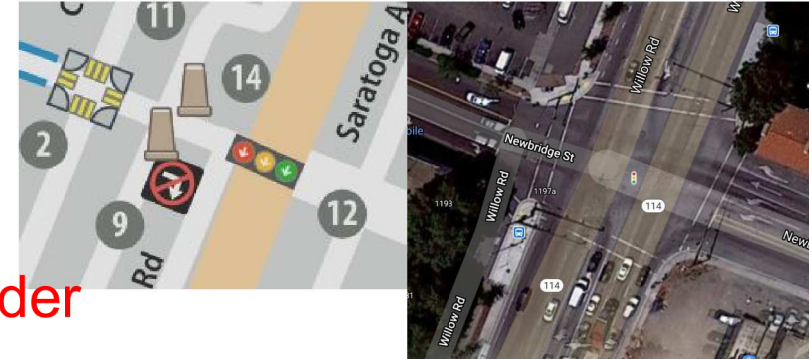 11
14
Saratoga A
2
9
12
Rd
der
Willow Rd
W
Newbridge St
Willow Rd
1197a
1193
114
Newb
114
Willow Rd